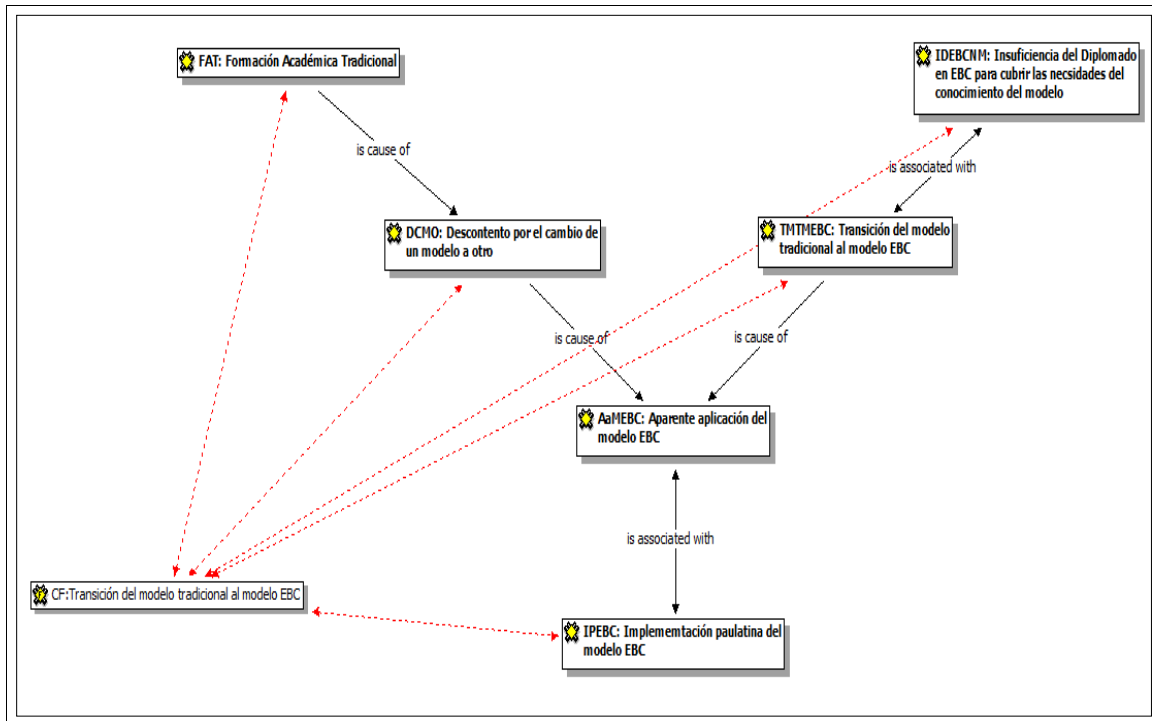 FAT: Formación Académica Tradicional
IDEBCNM: Insuficiencia del Diplomado
en EBC para cubrir las necsidades del
conocimiento del modelo
is cause of
is associated with
DCMO: Descontento por el cambio de
un modelo a otro
TMTMEBC: Transición del modelo
tradicional al modelo EBC
is cause of
is cause of
AaMEBC: Aparente aplicación del
modelo EBC
is associated with
CF:Transición del modelo tradicional al modelo EBC
IPEBC: Implememtación paulatina del
modelo EBC